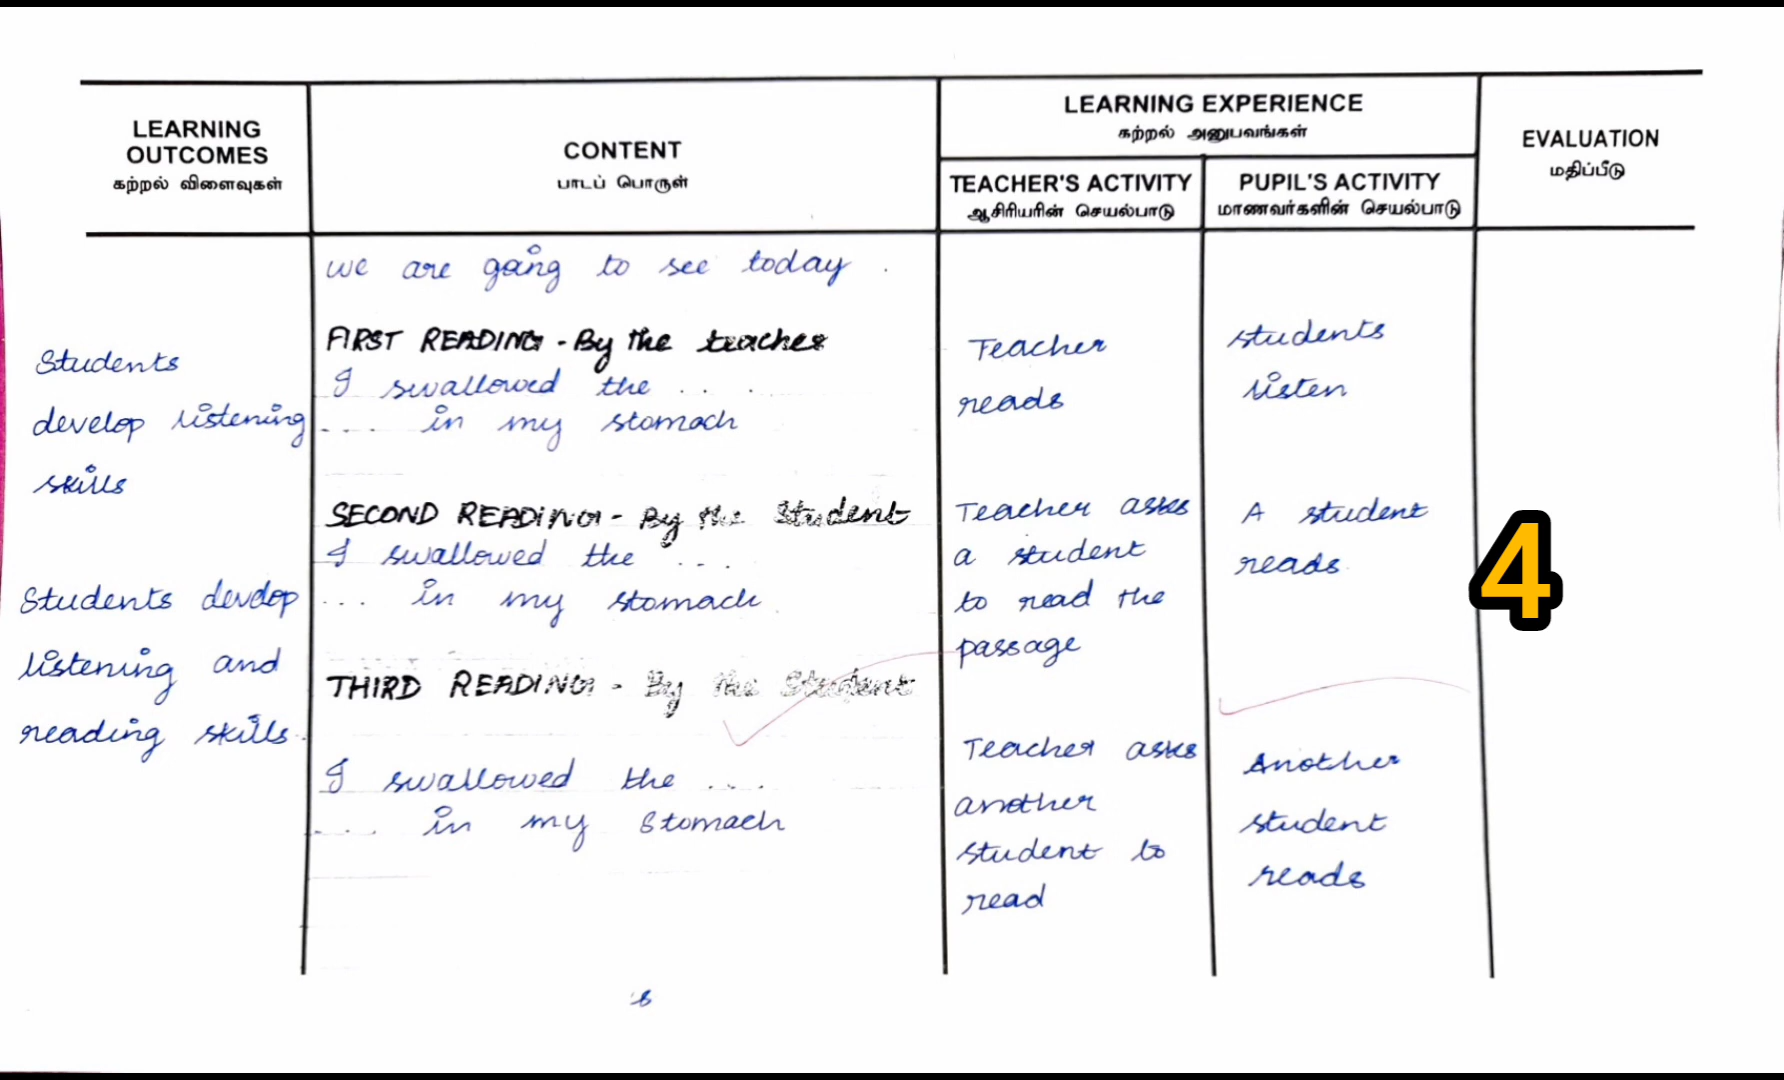 LEARNING
OUTCOMES
கற்றல் விளைவுகள்
CONTENT
பாடப் பொருள்
LEARNING EXPERIENCE
கற்றல் அனுபவங்கள்
TEACHER'S ACTIVITY
ஆசிரியரின் செயல்பாடு
PUPIL'S ACTIVITY
மாணவர்களின் செயல்பாடு
EVALUATION
மதிப்பீடு
we are going to see today .
Students
develop listening
skills
FIRST READING - By the teacher
I swallowed the ...
... in my stomach
Teacher
reads
students
listen
SECOND READING - By the Student
I swallowed the ...
... in my stomach.
Teacher asks
a student
to read the
passage
A student
reads.
Students develop
listening and
reading skills.
THIRD READING - By the Student
I swallowed the ....
.... in my stomach
Teacher asks
another
student to
read
Another
student
reads
4